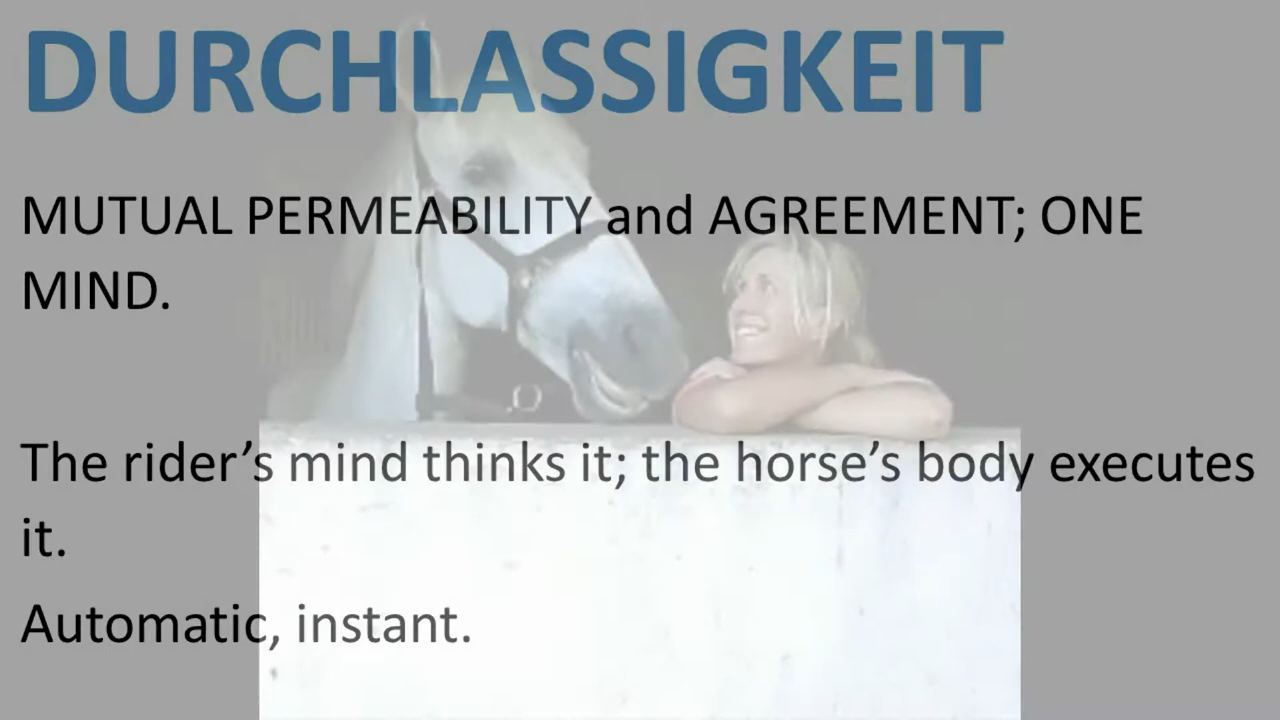 DURCHLASSIGKEIT
MUTUAL PERMEABILITY and AGREEMENT; ONE
MIND.
The rider’s mind thinks it; the horse’s body executes
it.
Automatic, instant.